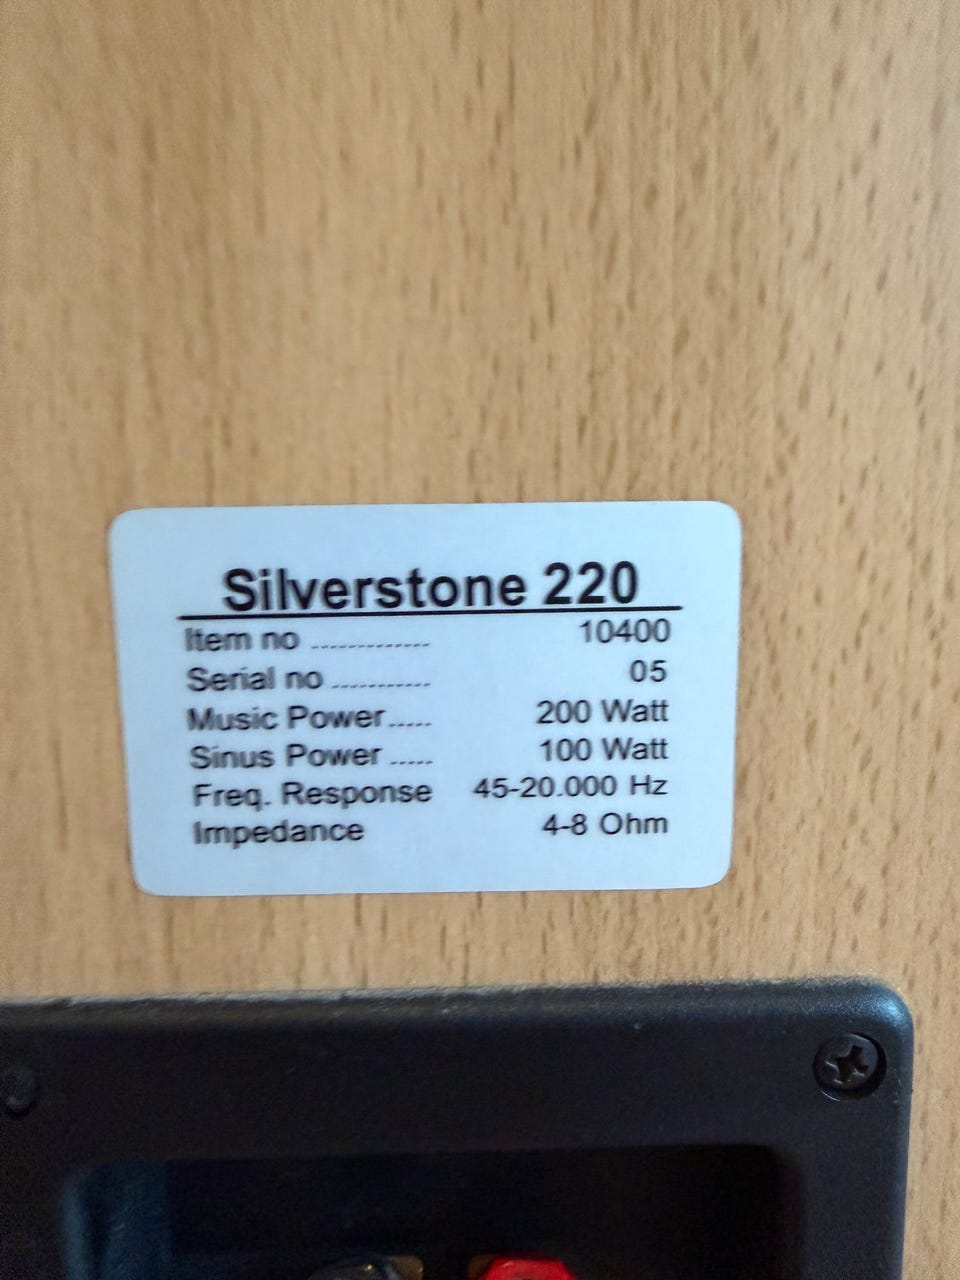 Silverstone 220
Item no ............. 10400
Serial no ........... 05
Music Power..... 200 Watt
Sinus Power ..... 100 Watt
Freq. Response 45-20.000 Hz
Impedance 4-8 Ohm